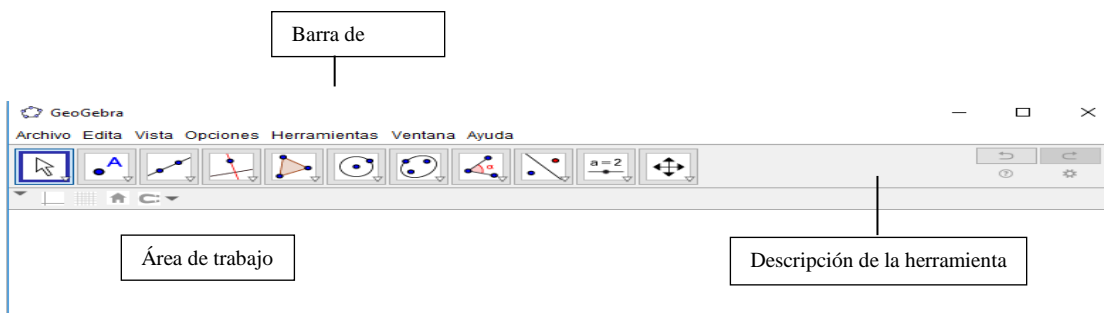 Barra de
GeoGebra
Archivo Edita Vista Opciones Herramientas Ventana Ayuda
A
α
a=2
Área de trabajo
Descripción de la herramienta